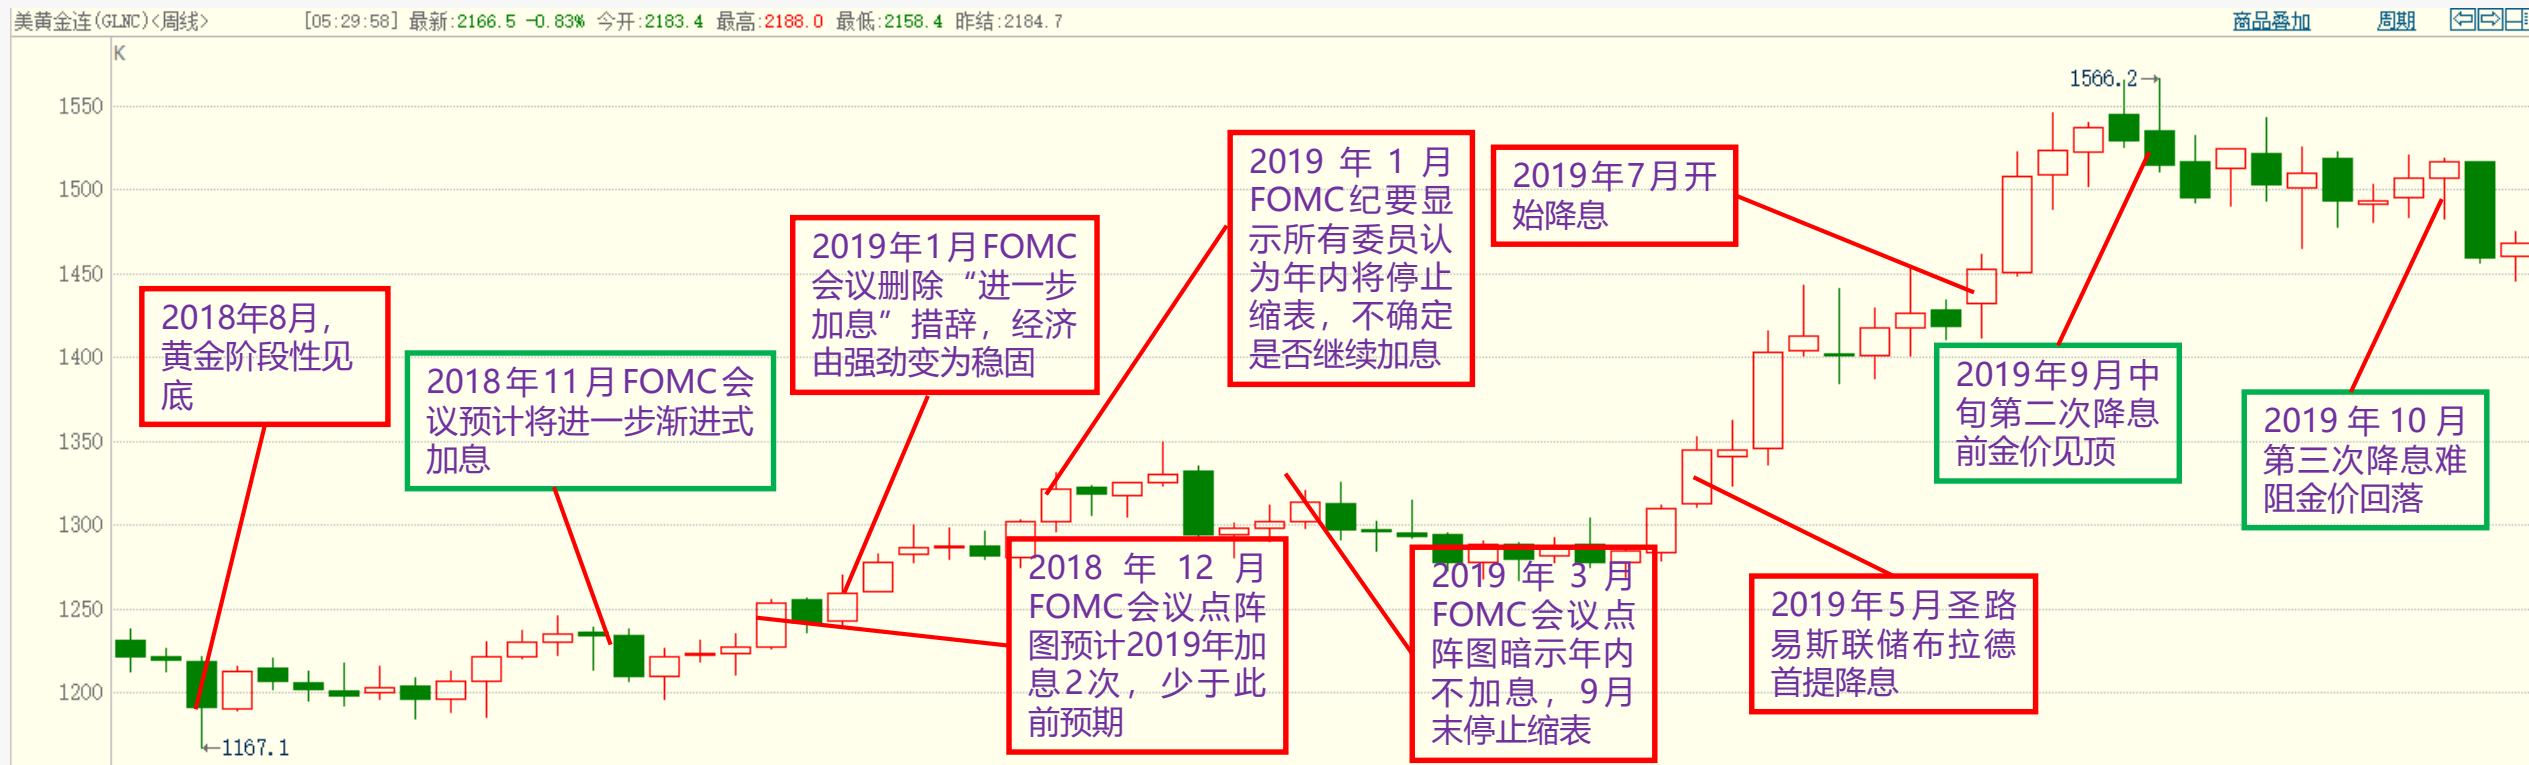 美黄金连(GLNC)<周线> [05:29:58] 最新:2166.5 -0.83% 今开:2183.4 最高:2188.0 最低:2158.4 昨结:2184.7 商品叠加 周期
K
1550
1500
1450
1400
1350
1300
1250
1200
1566.2→
←1167.1
2018年8月，
黄金阶段性见
底
2018年11月FOMC会
议预计将进一步渐进式
加息
2019年1月FOMC
会议删除“进一步
加息”措辞，经济
由强劲变为稳固
2018年12月
FOMC会议点阵
图预计2019年加
息2次，少于此
前预期
2019年1月
FOMC纪要显
示所有委员认
为年内将停止
缩表，不确定
是否继续加息
2019年3月
FOMC会议点
阵图暗示年内
不加息，9月
末停止缩表
2019年7月开
始降息
2019年5月圣路
易斯联储布拉德
首提降息
2019年9月中
旬第二次降息
前金价见顶
2019年10月
第三次降息难
阻金价回落